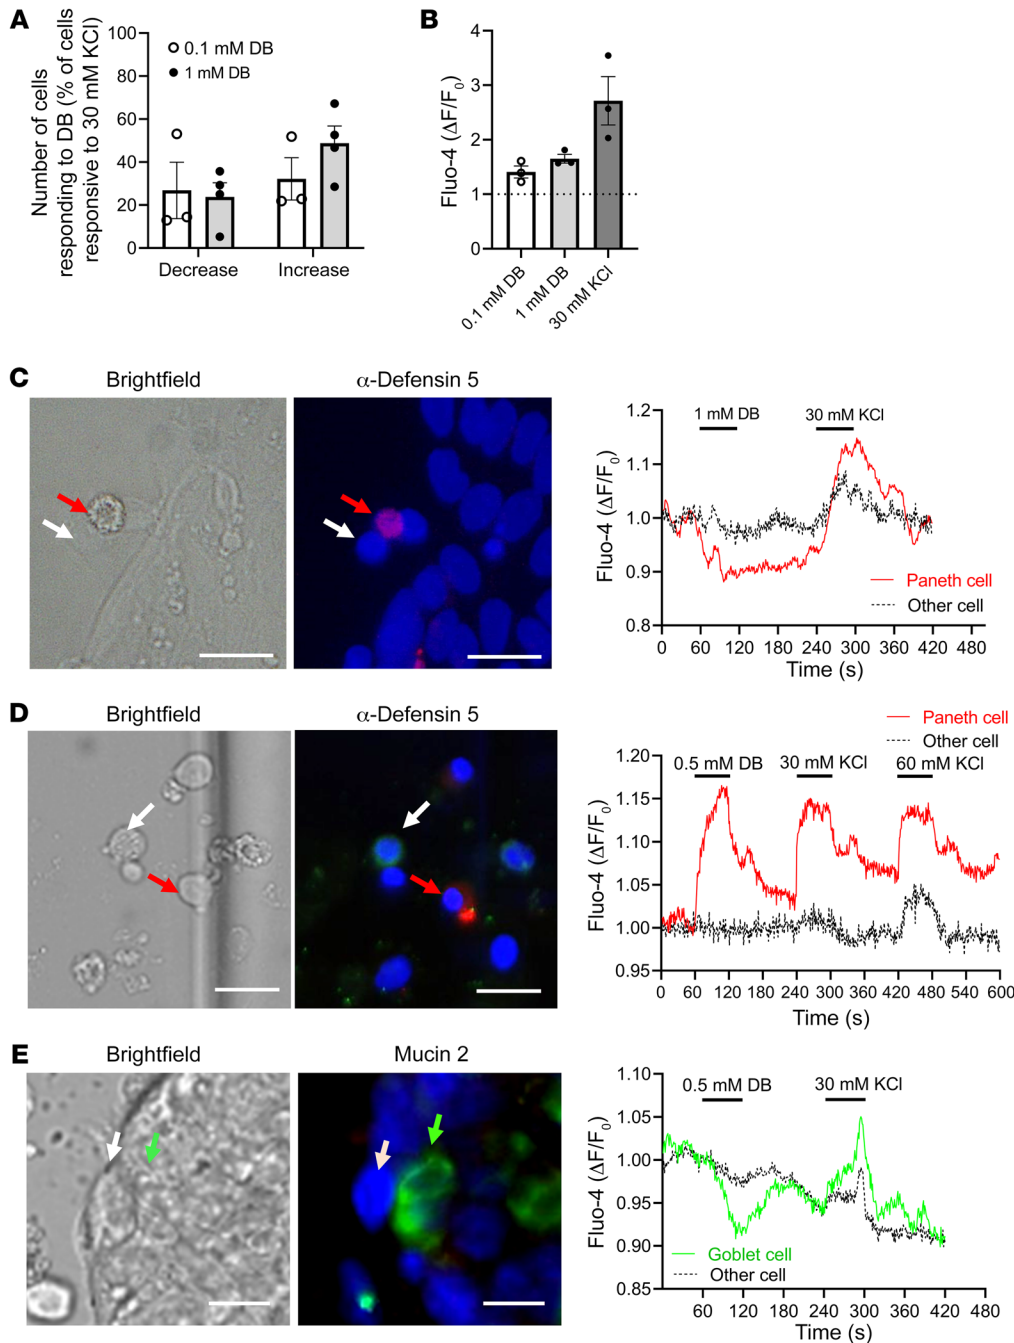 A
Number of cells
responding to DB (% of cells
responsive to 30 mM KCl)
100
80
60
40
20
0
0.1 mM DB
1 mM DB
Decrease
Increase
B
Fluo-4 (ΔF/F0)
4
3
2
1
0
0.1 mM DB
1 mM DB
30 mM KCl
C
Brightfield
α-Defensin 5
Fluo-4 (ΔF/F0)
1.2
1.1
1.0
0.9
0.8
1 mM DB
30 mM KCl
Paneth cell
Other cell
0 60 120 180 240 300 360 420 480
Time (s)
D
Brightfield
α-Defensin 5
Paneth cell
Other cell
Fluo-4 (ΔF/F0)
1.20
1.15
1.10
1.05
1.00
0.95
0.5 mM DB
30 mM KCl
60 mM KCl
0 60 120 180 240 300 360 420 480 540 600
Time (s)
E
Brightfield
Mucin 2
Fluo-4 (ΔF/F0)
1.10
1.05
1.00
0.95
0.90
0.85
0.5 mM DB
30 mM KCl
Goblet cell
Other cell
60 120 180 240 300 360 420 480
Time (s)